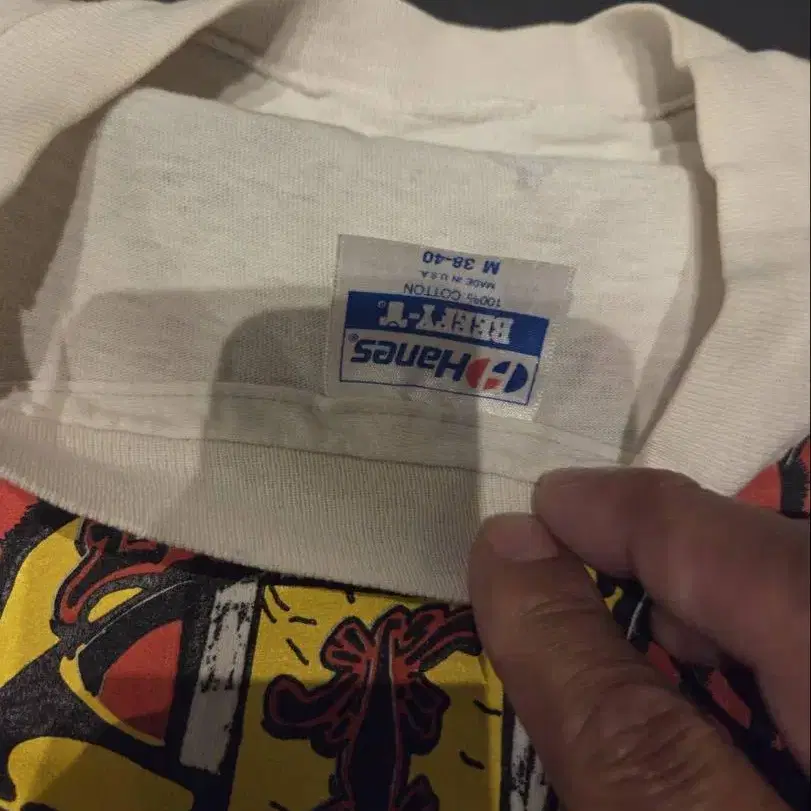 Hanes®
BEEFY-T®
100% COTTON
MADE IN U.S.A.
M 38-40